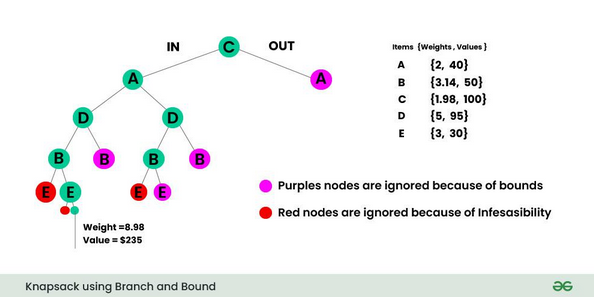 IN
C
OUT
Items {Weights , Values }
A
A
A {2, 40}
B {3.14, 50}
C {1.98, 100}
D {5, 95}
E {3, 30}
D
D
B
B
B
B
E
E
E
E
Purples nodes are ignored because of bounds
Red nodes are ignored because of Infesasibility
Weight =8.98
Value = $235
Knapsack using Branch and Bound